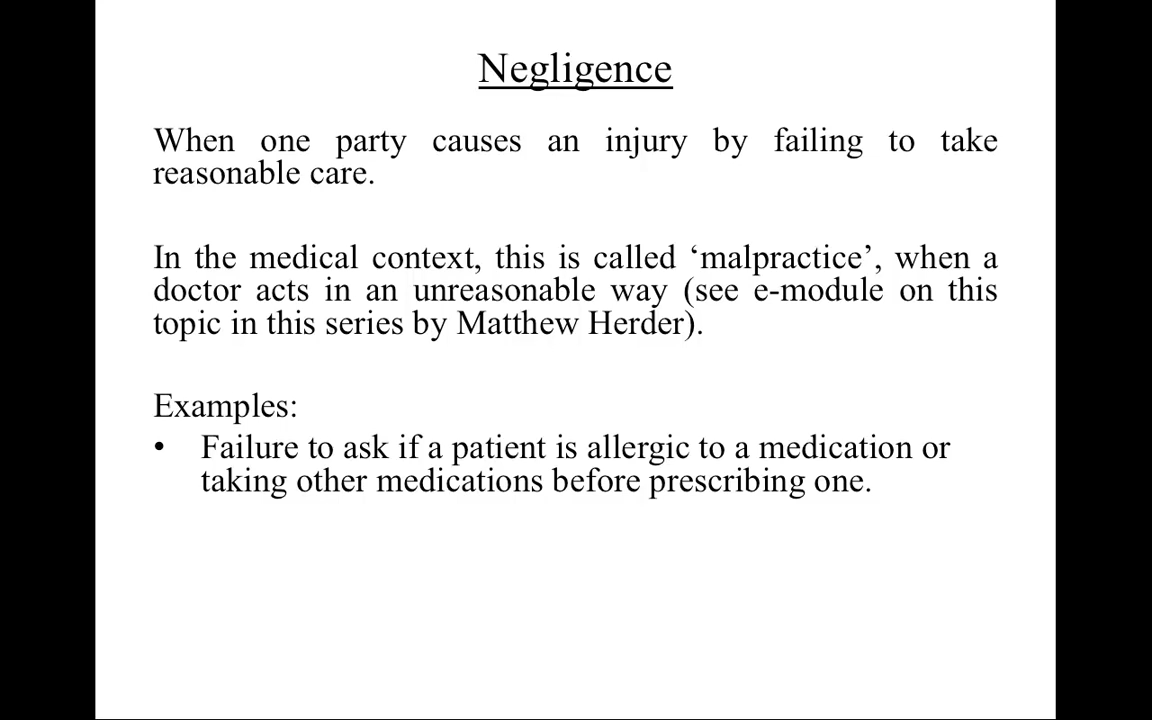 Negligence
When one party causes an injury by failing to take
reasonable care.
In the medical context, this is called ‘malpractice’, when a
doctor acts in an unreasonable way (see e-module on this
topic in this series by Matthew Herder).
Examples:
• Failure to ask if a patient is allergic to a medication or
taking other medications before prescribing one.